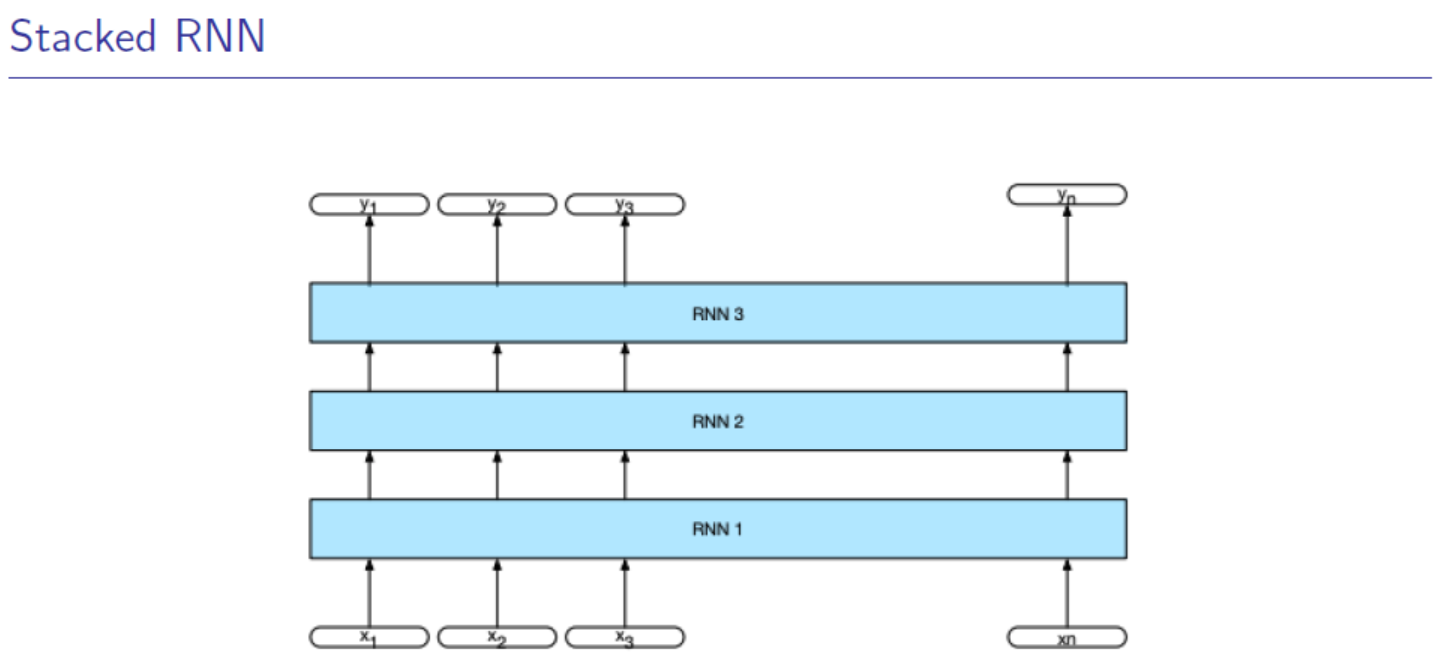 Stacked RNN
y1 y2 y3 yn
RNN 3
RNN 2
RNN 1
x1 x2 x3 xn